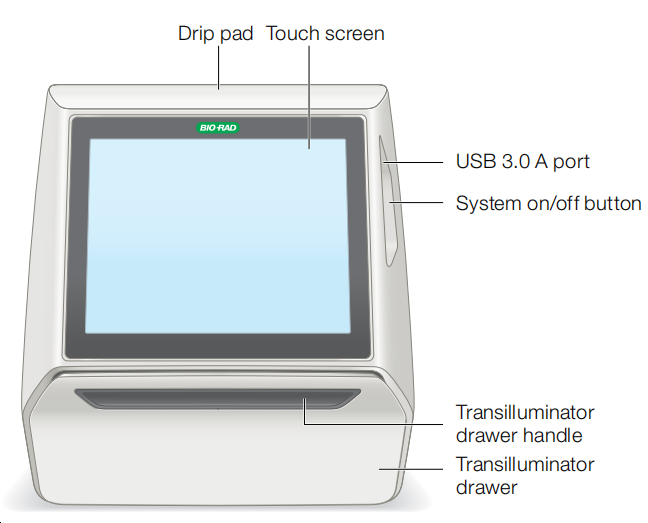 Drip pad Touch screen
BIO-RAD
USB 3.0 A port
System on/off button
Transilluminator
drawer handle
Transilluminator
drawer